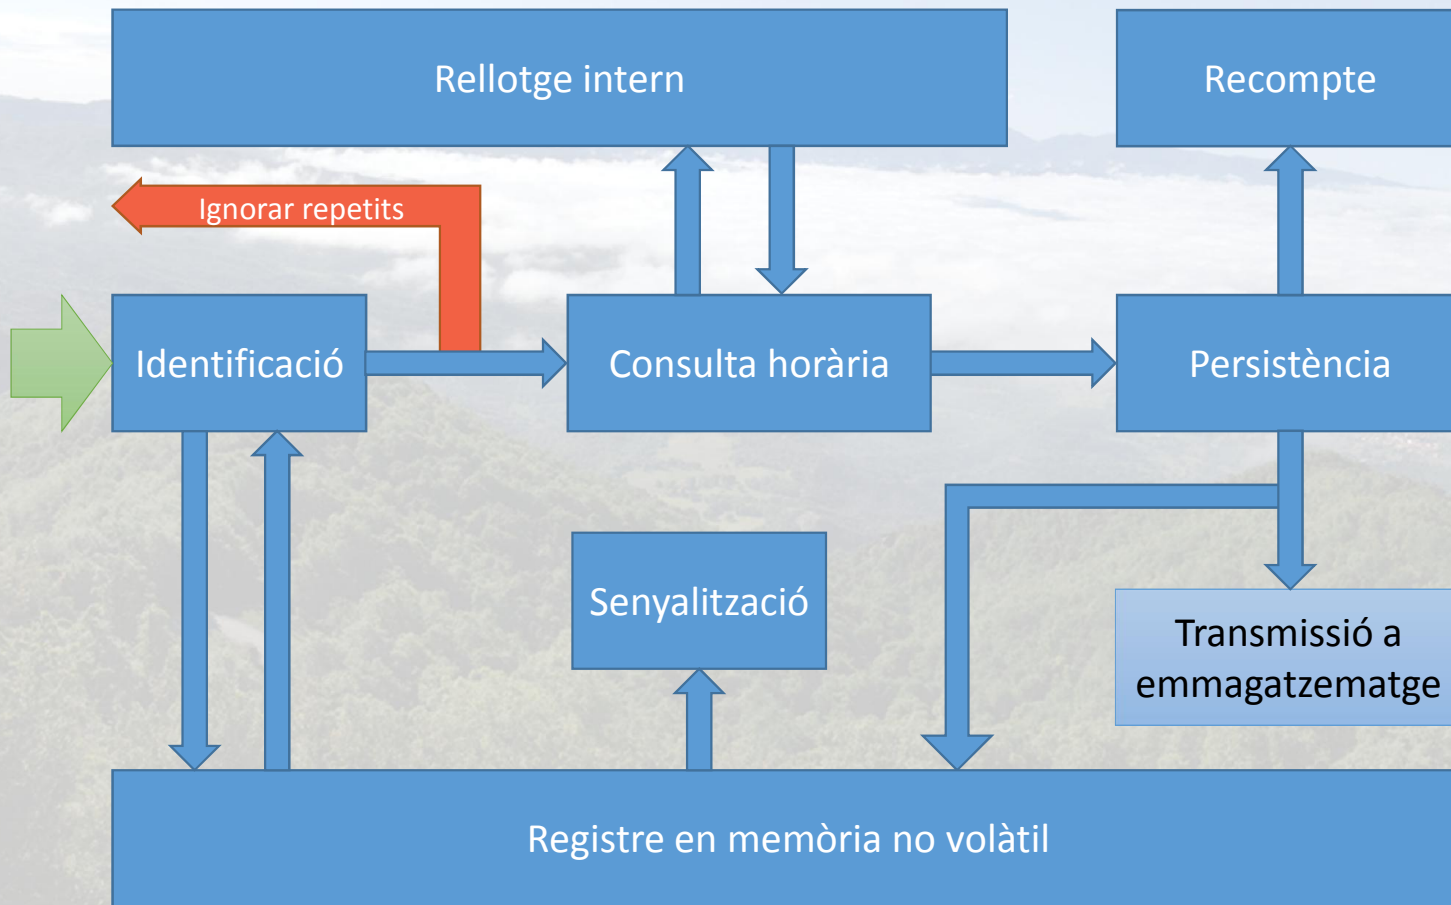 Rellotge intern
Recompte
Ignorar repetits
Identificació
Consulta horària
Persistència
Senyalització
Transmissió a
emmagatzematge
Registre en memòria no volàtil